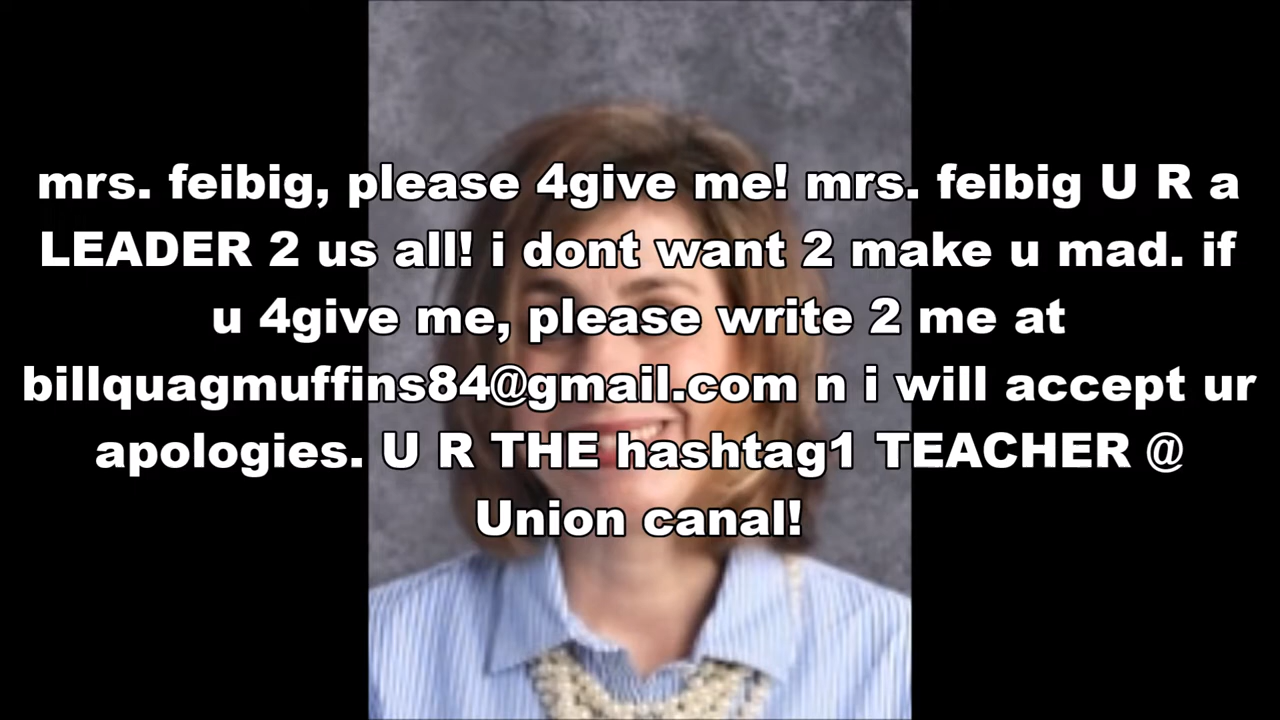 mrs. feibig, please 4give me! mrs. feibig U R a
LEADER 2 us all! i dont want 2 make u mad. if
u 4give me, please write 2 me at
billquagmuffins84@gmail.com n i will accept ur
apologies. U R THE hashtag1 TEACHER @
Union canal!